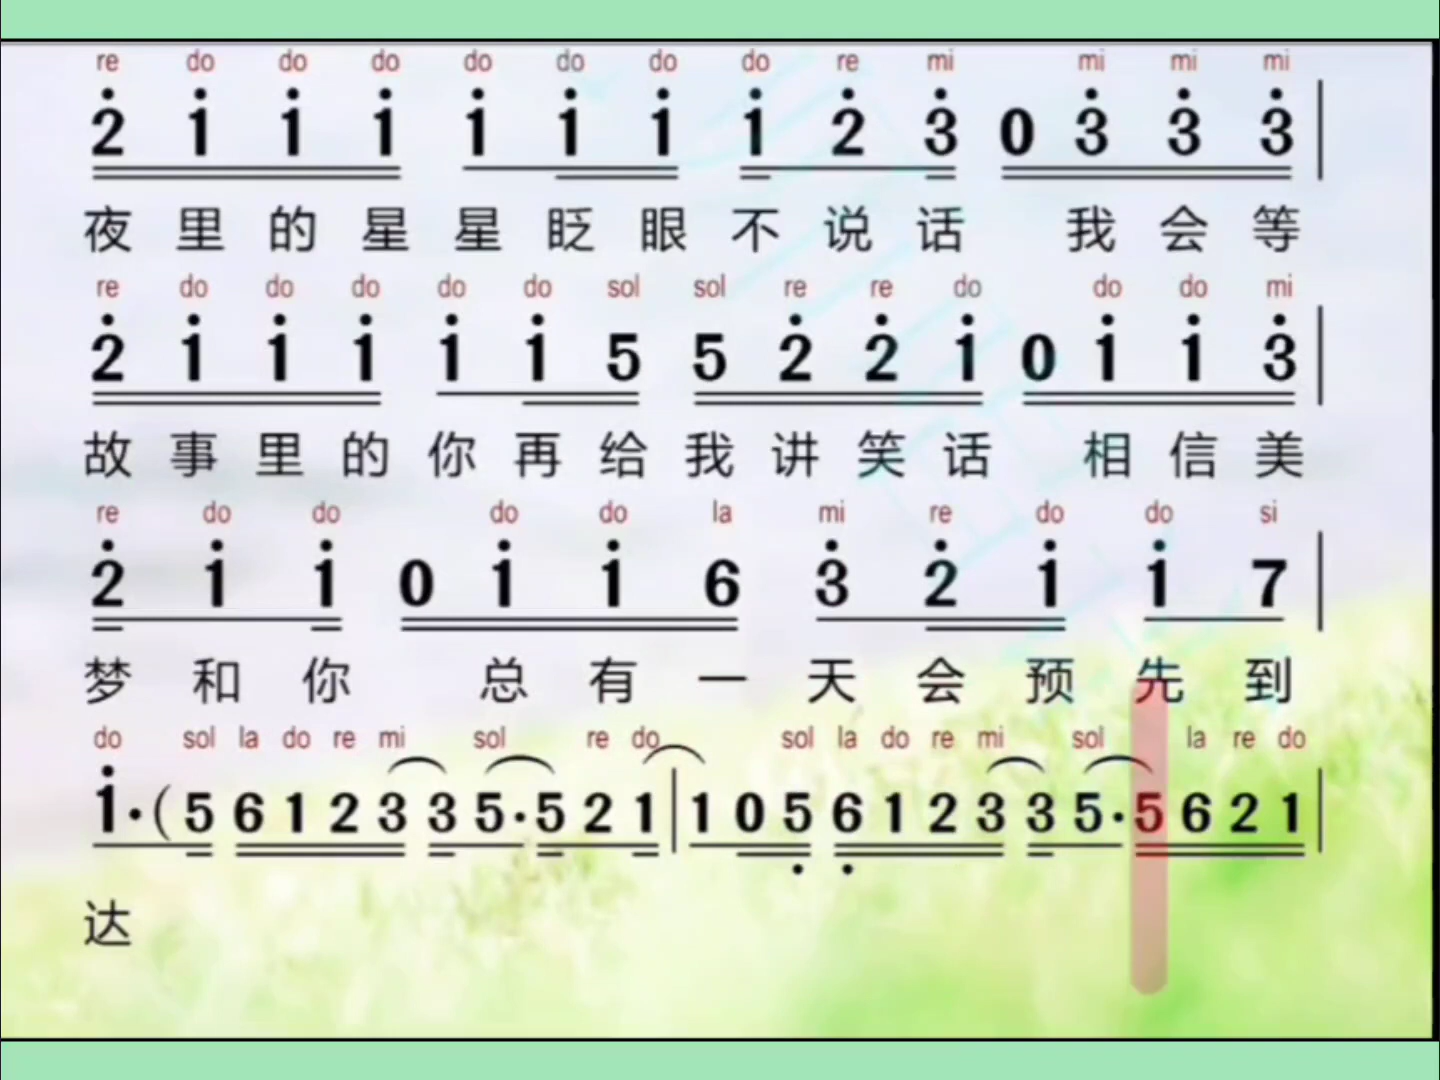 re do do do do do do do re mi mi mi mi
2 1 1 1 1 1 1 1 2 3 0 3 3 3
夜里的星星眨眼不说话 我会等
re do do do do do sol sol re re do do do mi
2 1 1 1 1 1 5 5 2 2 1 0 1 1 3
故事里的你再给我讲笑话 相信美
re do do do do la mi re do do si
2 1 1 0 1 1 6 3 2 1 1 7
梦和你 总有一天会预先到
do sol la do re mi sol re do sol la do re mi sol la re do
1·(5 6 1 2 3 3 5·5 2 1|1 0 5 6 1 2 3 3 5·5 6 2 1
达